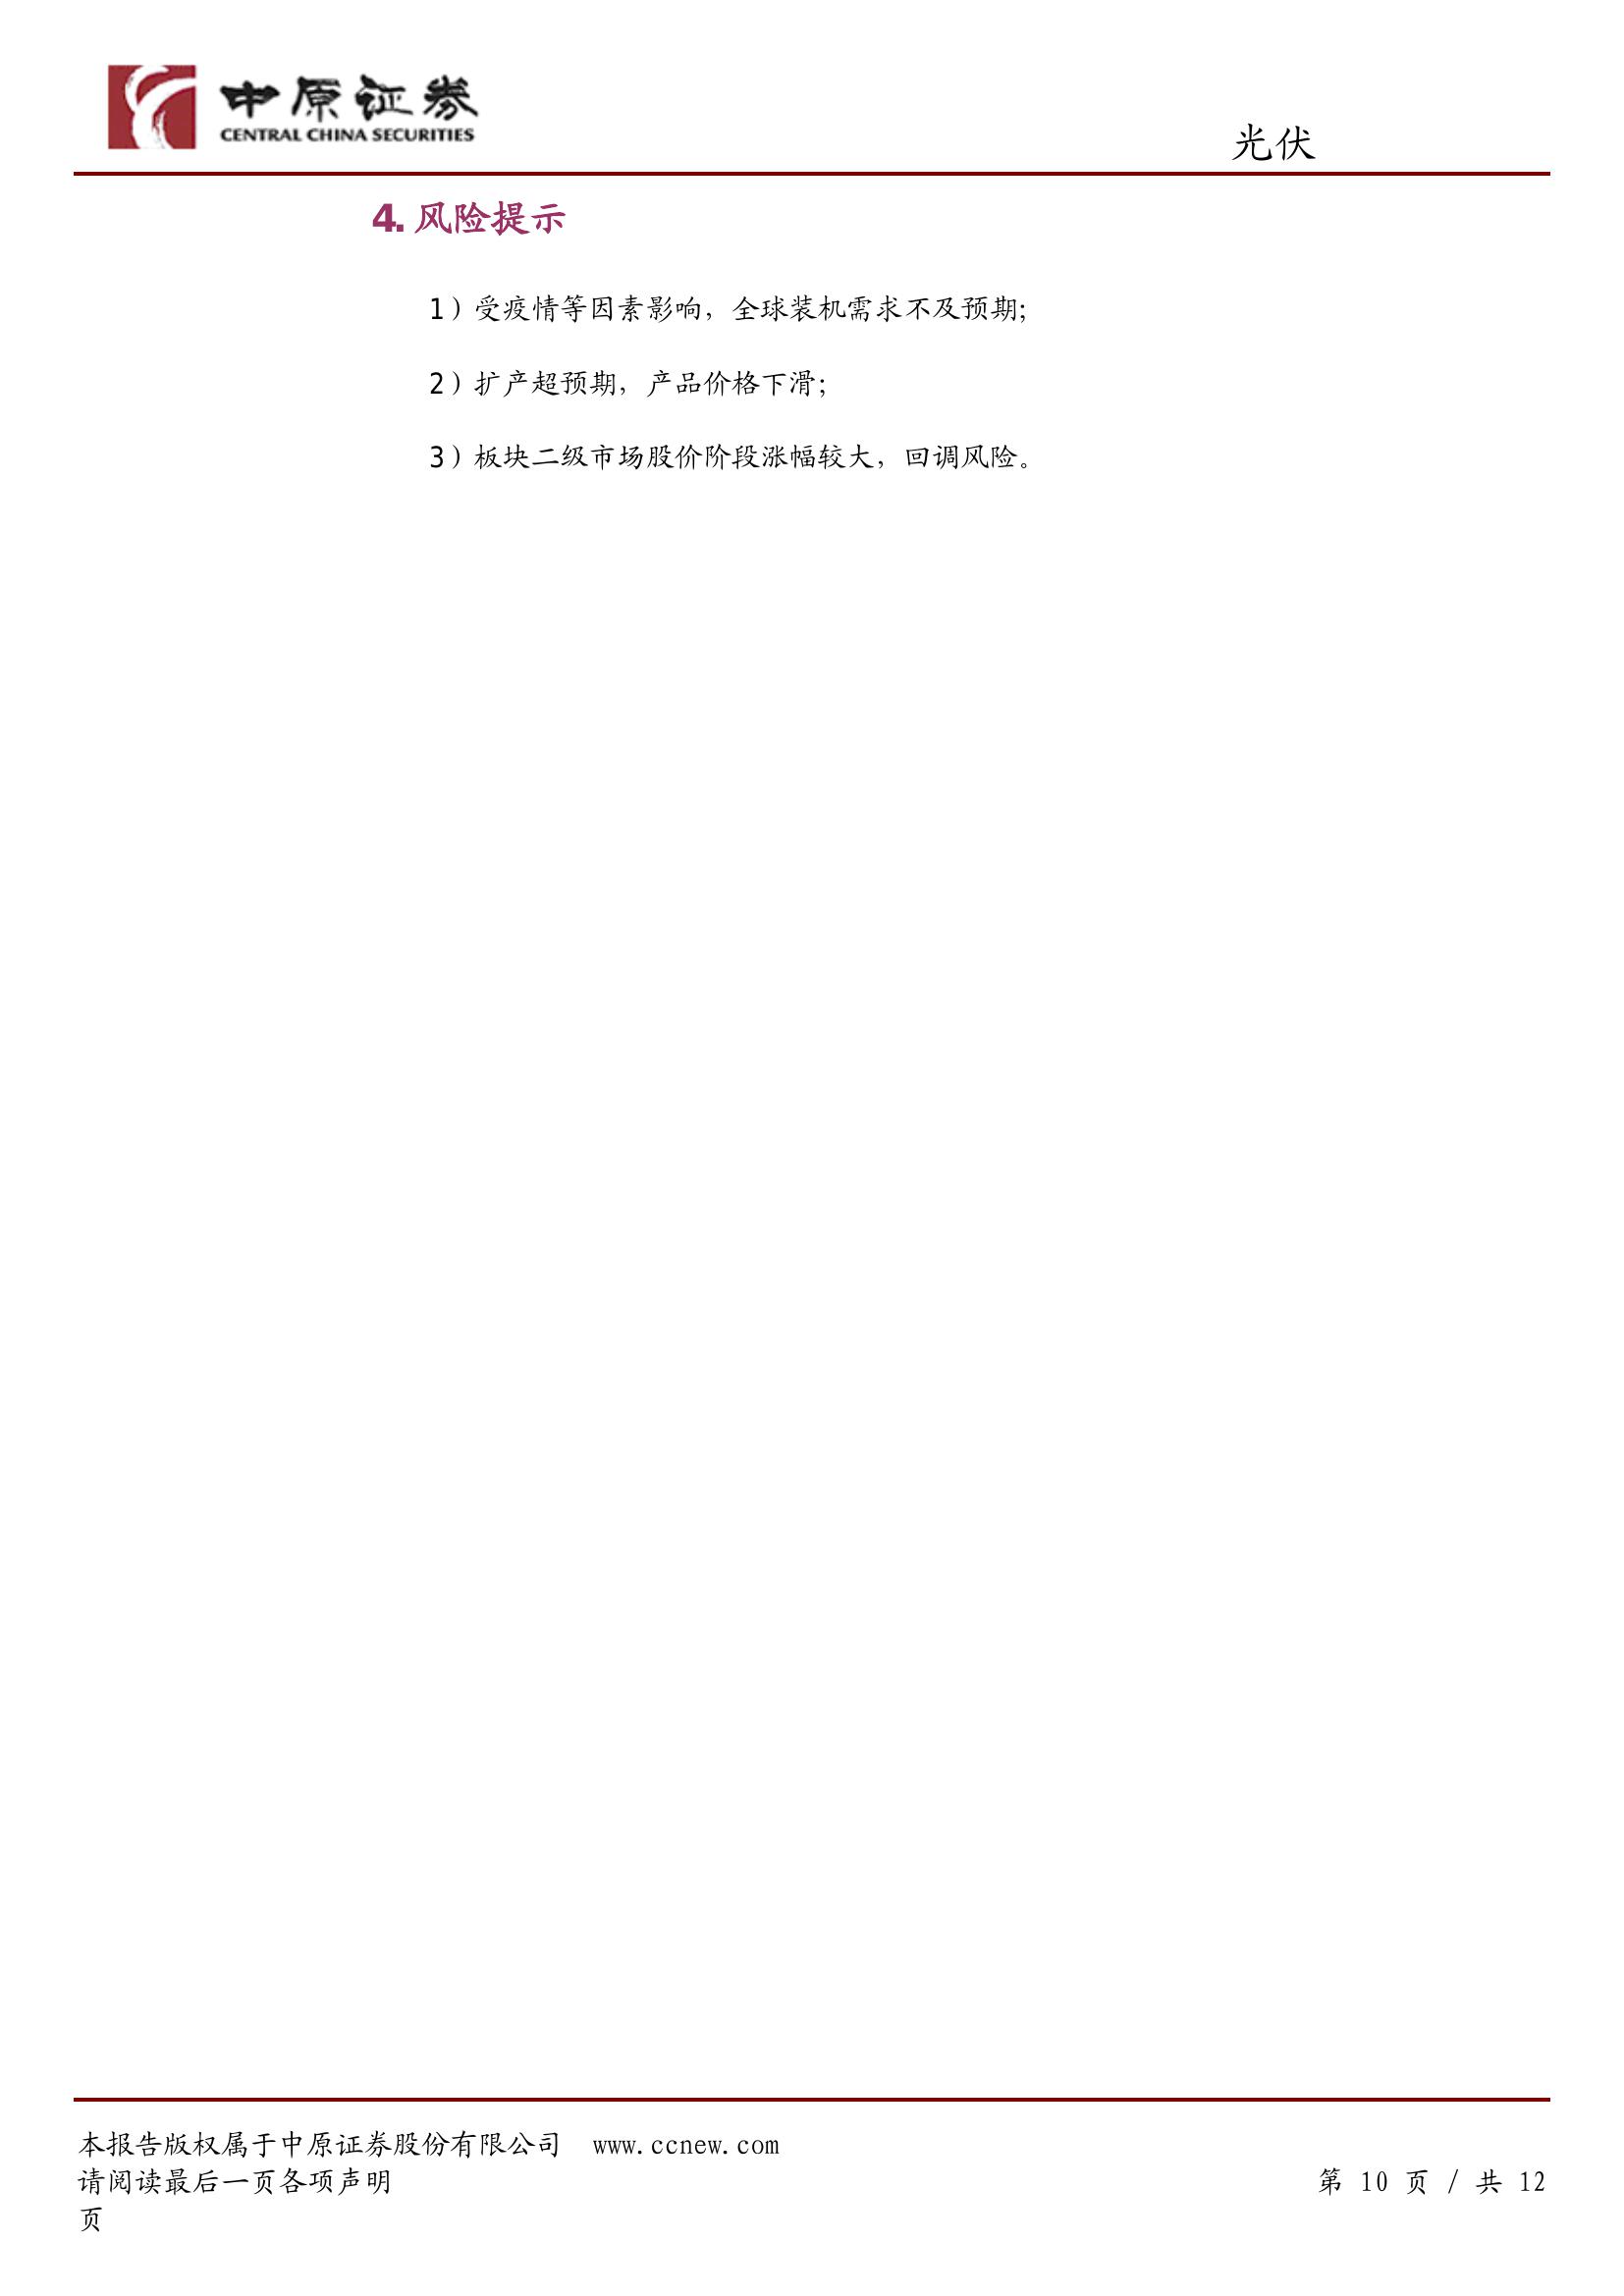 中原证券
CENTRAL CHINA SECURITIES
光伏
4. 风险提示
1）受疫情等因素影响，全球装机需求不及预期;
2）扩产超预期，产品价格下滑；
3）板块二级市场股价阶段涨幅较大，回调风险。
本报告版权属于中原证券股份有限公司 www.ccnew.com
请阅读最后一页各项声明 第 10 页 / 共 12
页